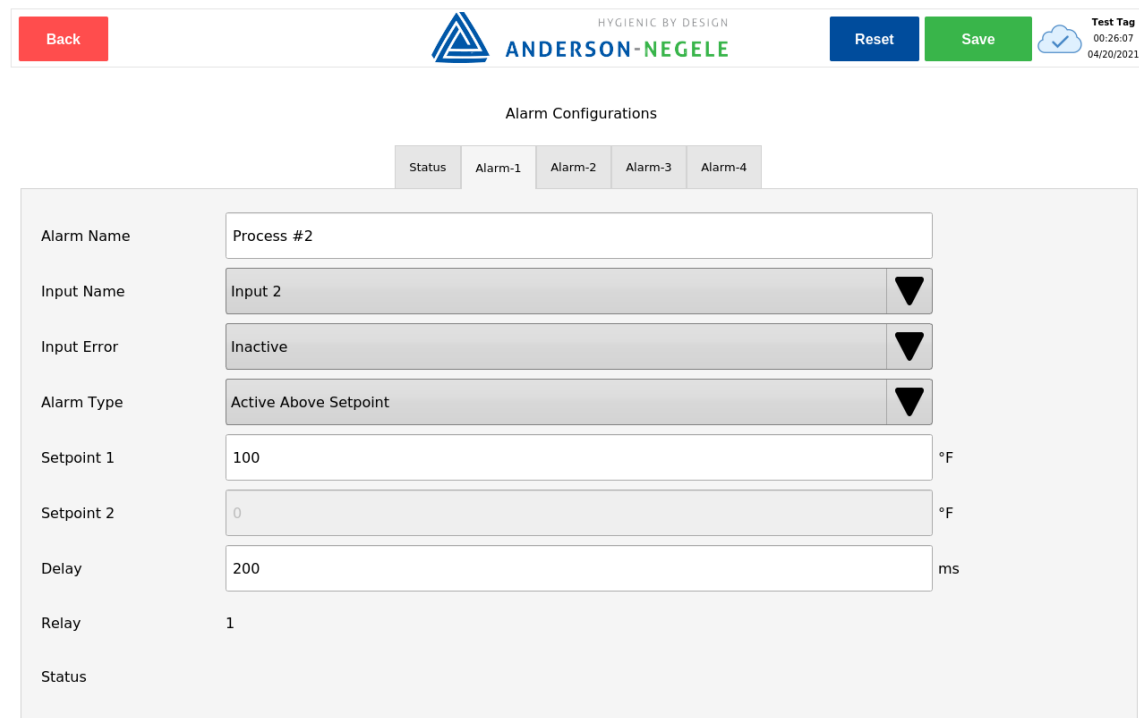 Back
HYGIENIC BY DESIGN
ANDERSON-NEGELE
Reset
Save
Test Tag
00:26:07
04/20/2021
Alarm Configurations
Status Alarm-1 Alarm-2 Alarm-3 Alarm-4
Alarm Name Process #2
Input Name Input 2
Input Error Inactive
Alarm Type Active Above Setpoint
Setpoint 1 100 °F
Setpoint 2 0 °F
Delay 200 ms
Relay 1
Status